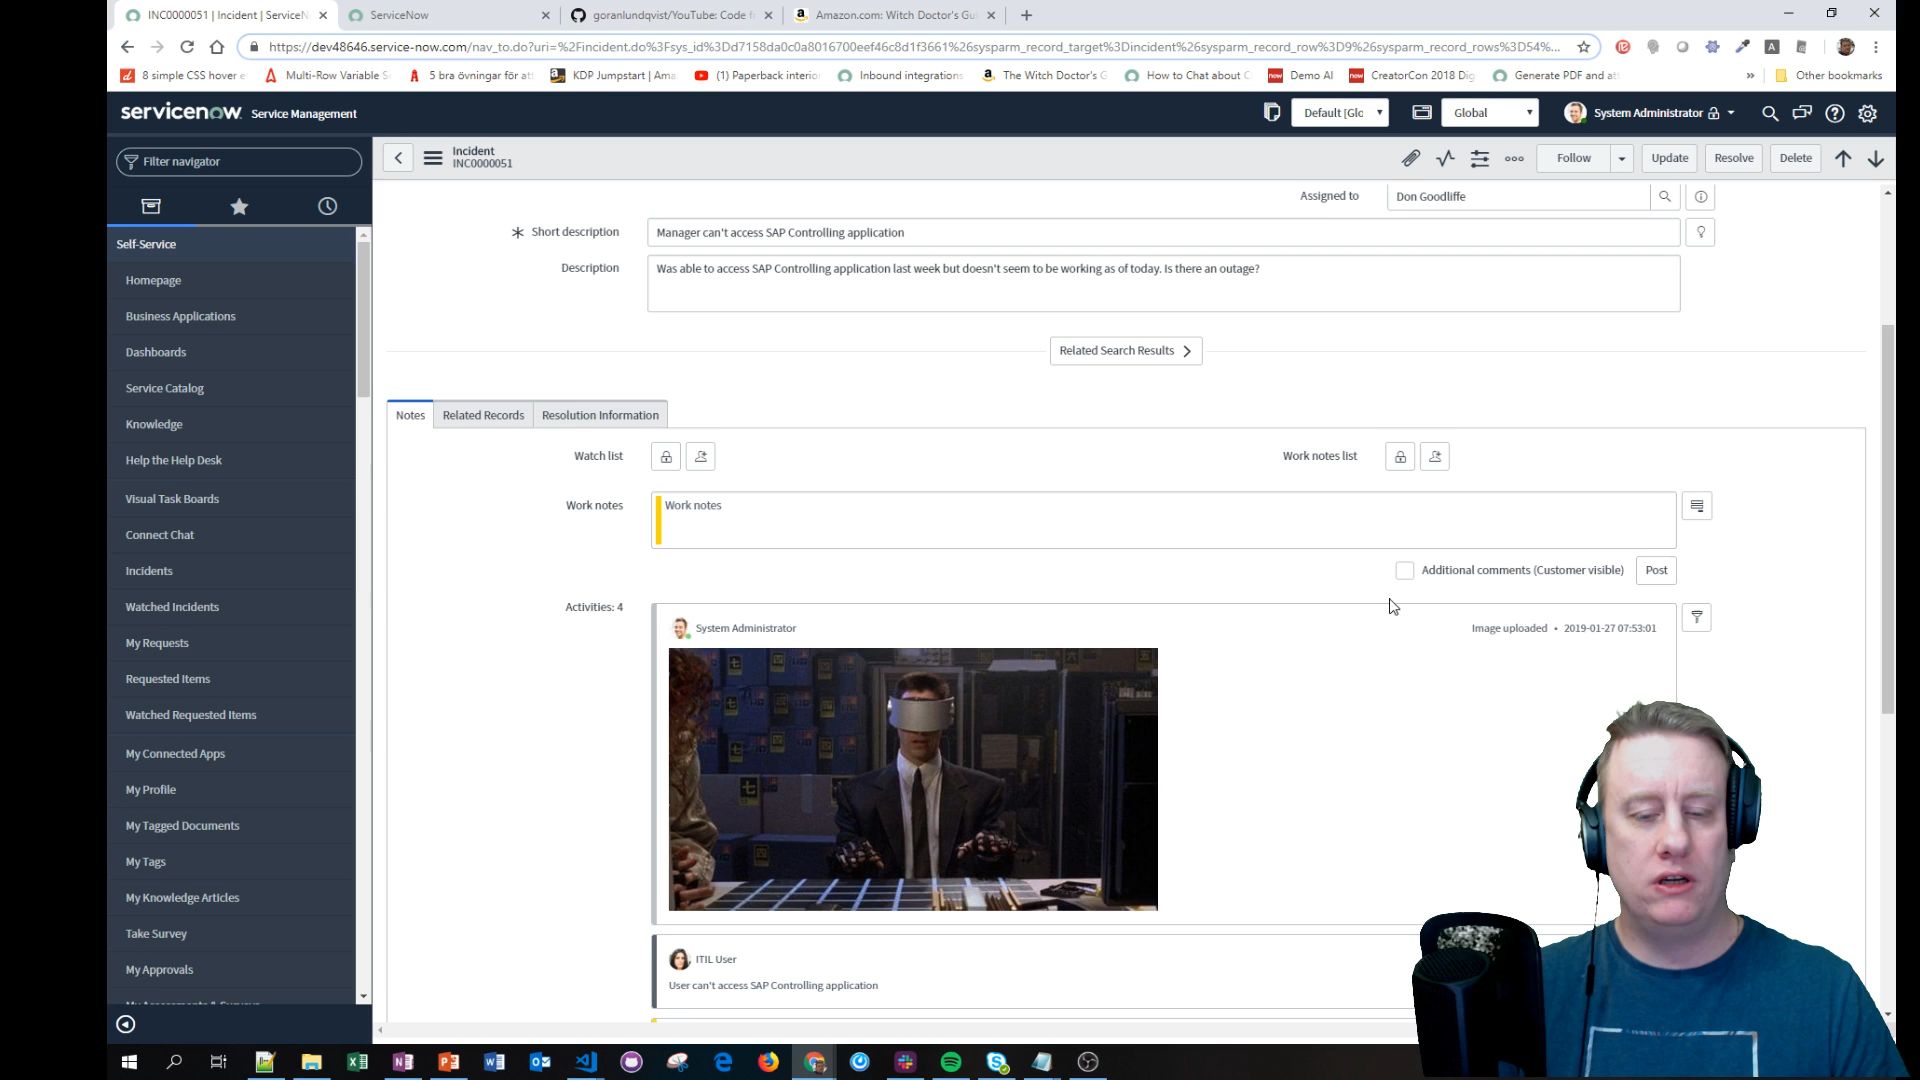 INC0000051 | Incident | Service
ServiceNow
goranlundqvist/YouTube: Code f
Amazon.com: Witch Doctor's Gu
https://dev48646.service-now.com/nav_to.do?uri=%2Fincident.do%3Fsys_id%3Dd7158da0c0a8016700eef46c8d1f3661%26sysparm_record_target%3Dincident%26sysparm_record_row%3D9%26sysparm_record_rows%3D54%...
8 simple CSS hover e
Multi-Row Variable S
5 bra övningar för at
KDP Jumpstart | Ama
(1) Paperback interio
Inbound integrations
The Witch Doctor's G
How to Chat about C
Demo AI
CreatorCon 2018 Dig
Generate PDF and at
»
Other bookmarks
servicenow Service Management
Default [Glo
Global
System Administrator
Filter navigator
Incident
INC0000051
Follow
Update
Resolve
Delete
Self-Service
Homepage
Business Applications
Dashboards
Service Catalog
Knowledge
Help the Help Desk
Visual Task Boards
Connect Chat
Incidents
Watched Incidents
My Requests
Requested Items
Watched Requested Items
My Connected Apps
My Profile
My Tagged Documents
My Tags
My Knowledge Articles
Take Survey
My Approvals
Assigned to
Don Goodliffe
Short description
Manager can't access SAP Controlling application
Description
Was able to access SAP Controlling application last week but doesn't seem to be working as of today. Is there an outage?
Related Search Results
Notes
Related Records
Resolution Information
Watch list
Work notes list
Work notes
Work notes
Additional comments (Customer visible)
Post
Activities: 4
System Administrator
Image uploaded • 2019-01-27 07:53:01
ITIL User
User can't access SAP Controlling application